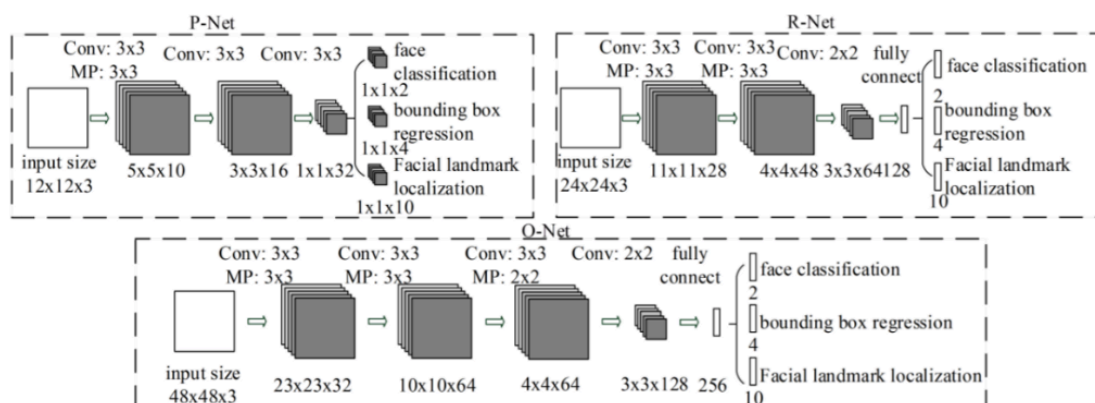 P-Net
Conv: 3x3
MP: 3x3
Conv: 3x3
Conv: 3x3
input size
12x12x3
5x5x10
3x3x16
1x1x32
face
classification
1x1x2
bounding box
regression
1x1x4
Facial landmark
localization
1x1x10
R-Net
Conv: 3x3
MP: 3x3
Conv: 3x3
MP: 3x3
Conv: 2x2
fully
connect
input size
24x24x3
11x11x28
4x4x48
3x3x64
128
face classification
2
bounding box
regression
4
Facial landmark
localization
10
O-Net
Conv: 3x3
MP: 3x3
Conv: 3x3
MP: 3x3
Conv: 3x3
MP: 2x2
Conv: 2x2
fully
connect
input size
48x48x3
23x23x32
10x10x64
4x4x64
3x3x128
256
face classification
2
bounding box regression
4
Facial landmark localization
10